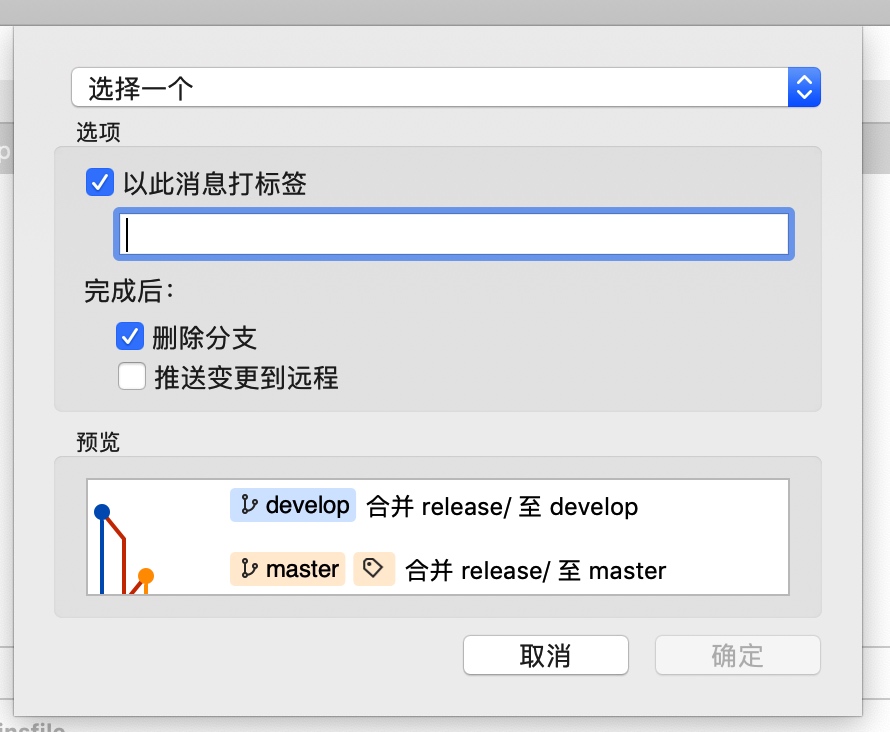 选择一个
选项
以此消息打标签
完成后：
删除分支
推送变更到远程
预览
develop 合并 release/ 至 develop
master 合并 release/ 至 master
取消 确定